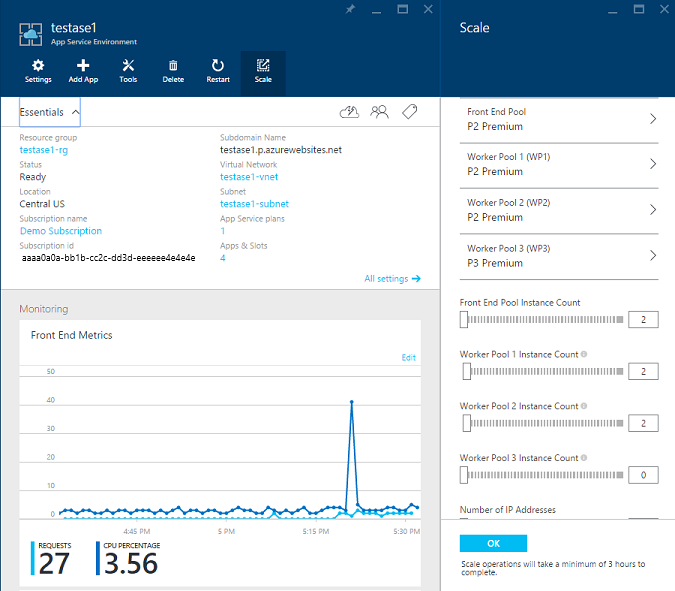 testase1
App Service Environment
Settings
Add App
Tools
Delete
Restart
Scale
Essentials
Resource group
testase1-rg
Status
Ready
Location
Central US
Subscription name
Demo Subscription
Subscription id
aaaa0a0a-bb1b-cc2c-dd3d-eeeeee4e4e4e
Subdomain Name
testase1.p.azurewebsites.net
Virtual Network
testase1-vnet
Subnet
testase1-subnet
App Service plans
1
Apps & Slots
4
All settings
Monitoring
Front End Metrics
Edit
50
40
30
20
10
0
4:45 PM
5 PM
5:15 PM
5:30 PM
REQUESTS
27
CPU PERCENTAGE
3.56
Scale
Front End Pool
P2 Premium
Worker Pool 1 (WP1)
P2 Premium
Worker Pool 2 (WP2)
P2 Premium
Worker Pool 3 (WP3)
P3 Premium
Front End Pool Instance Count
2
Worker Pool 1 Instance Count
2
Worker Pool 2 Instance Count
2
Worker Pool 3 Instance Count
0
Number of IP Addresses
OK
Scale operations will take a minimum of 3 hours to
complete.